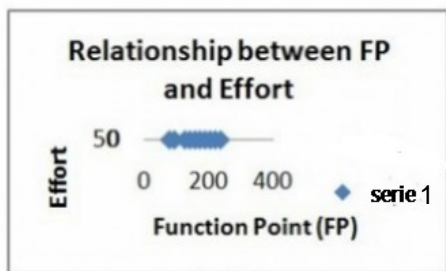 Relationship between FP
and Effort
Effort
50
0 200 400
serie 1
Function Point (FP)